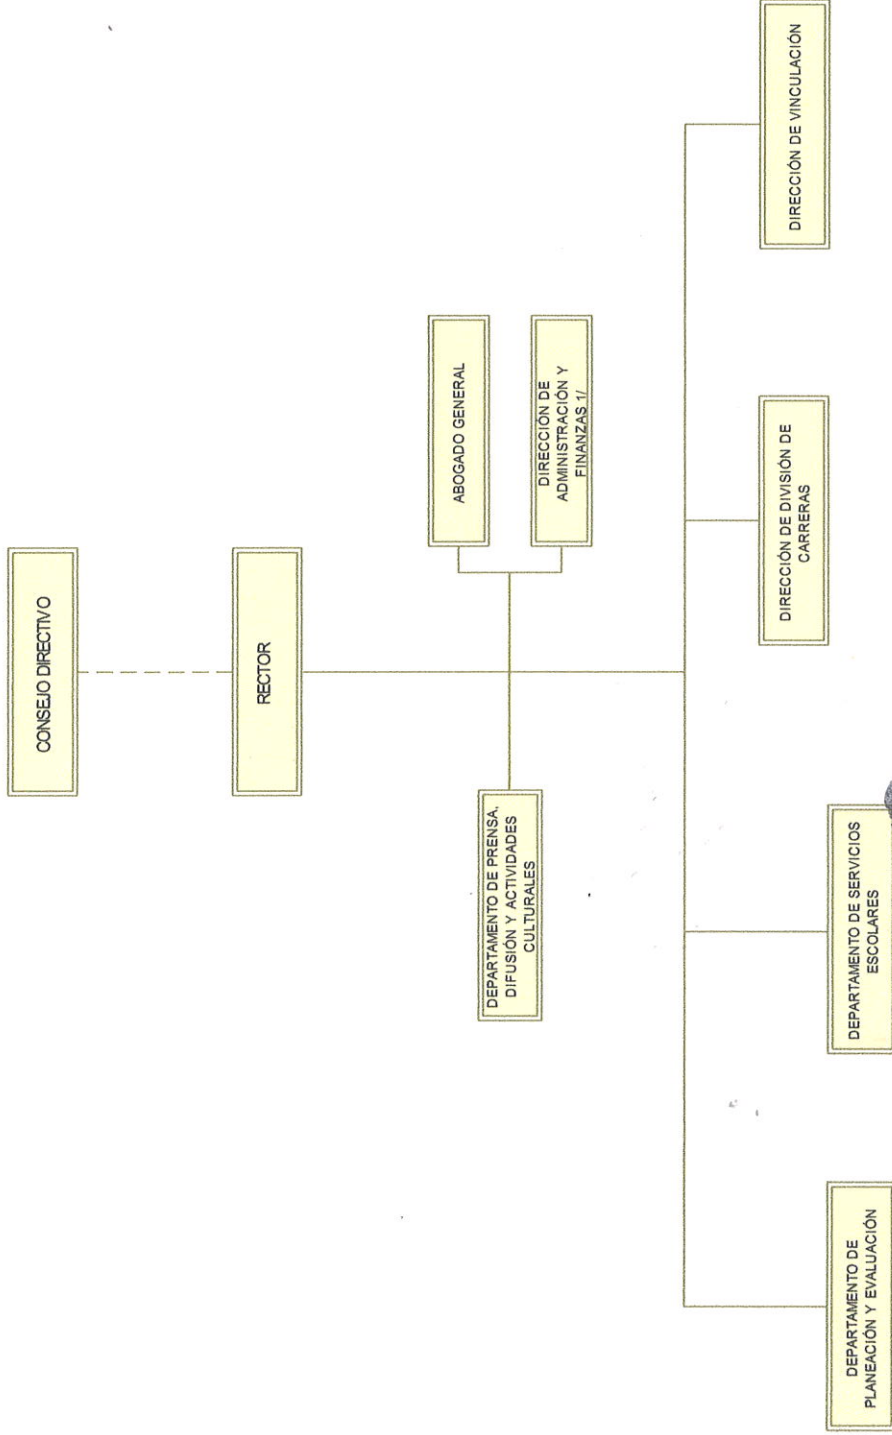 CONSEJO DIRECTIVO
RECTOR
DEPARTAMENTO DE PRENSA,
DIFUSIÓN Y ACTIVIDADES
CULTURALES
ABOGADO GENERAL
DIRECCIÓN DE
ADMINISTRACIÓN Y
FINANZAS 1/
DEPARTAMENTO DE
PLANEACIÓN Y EVALUACIÓN
DEPARTAMENTO DE SERVICIOS
ESCOLARES
DIRECCIÓN DE DIVISIÓN DE
CARRERAS
DIRECCIÓN DE VINCULACIÓN